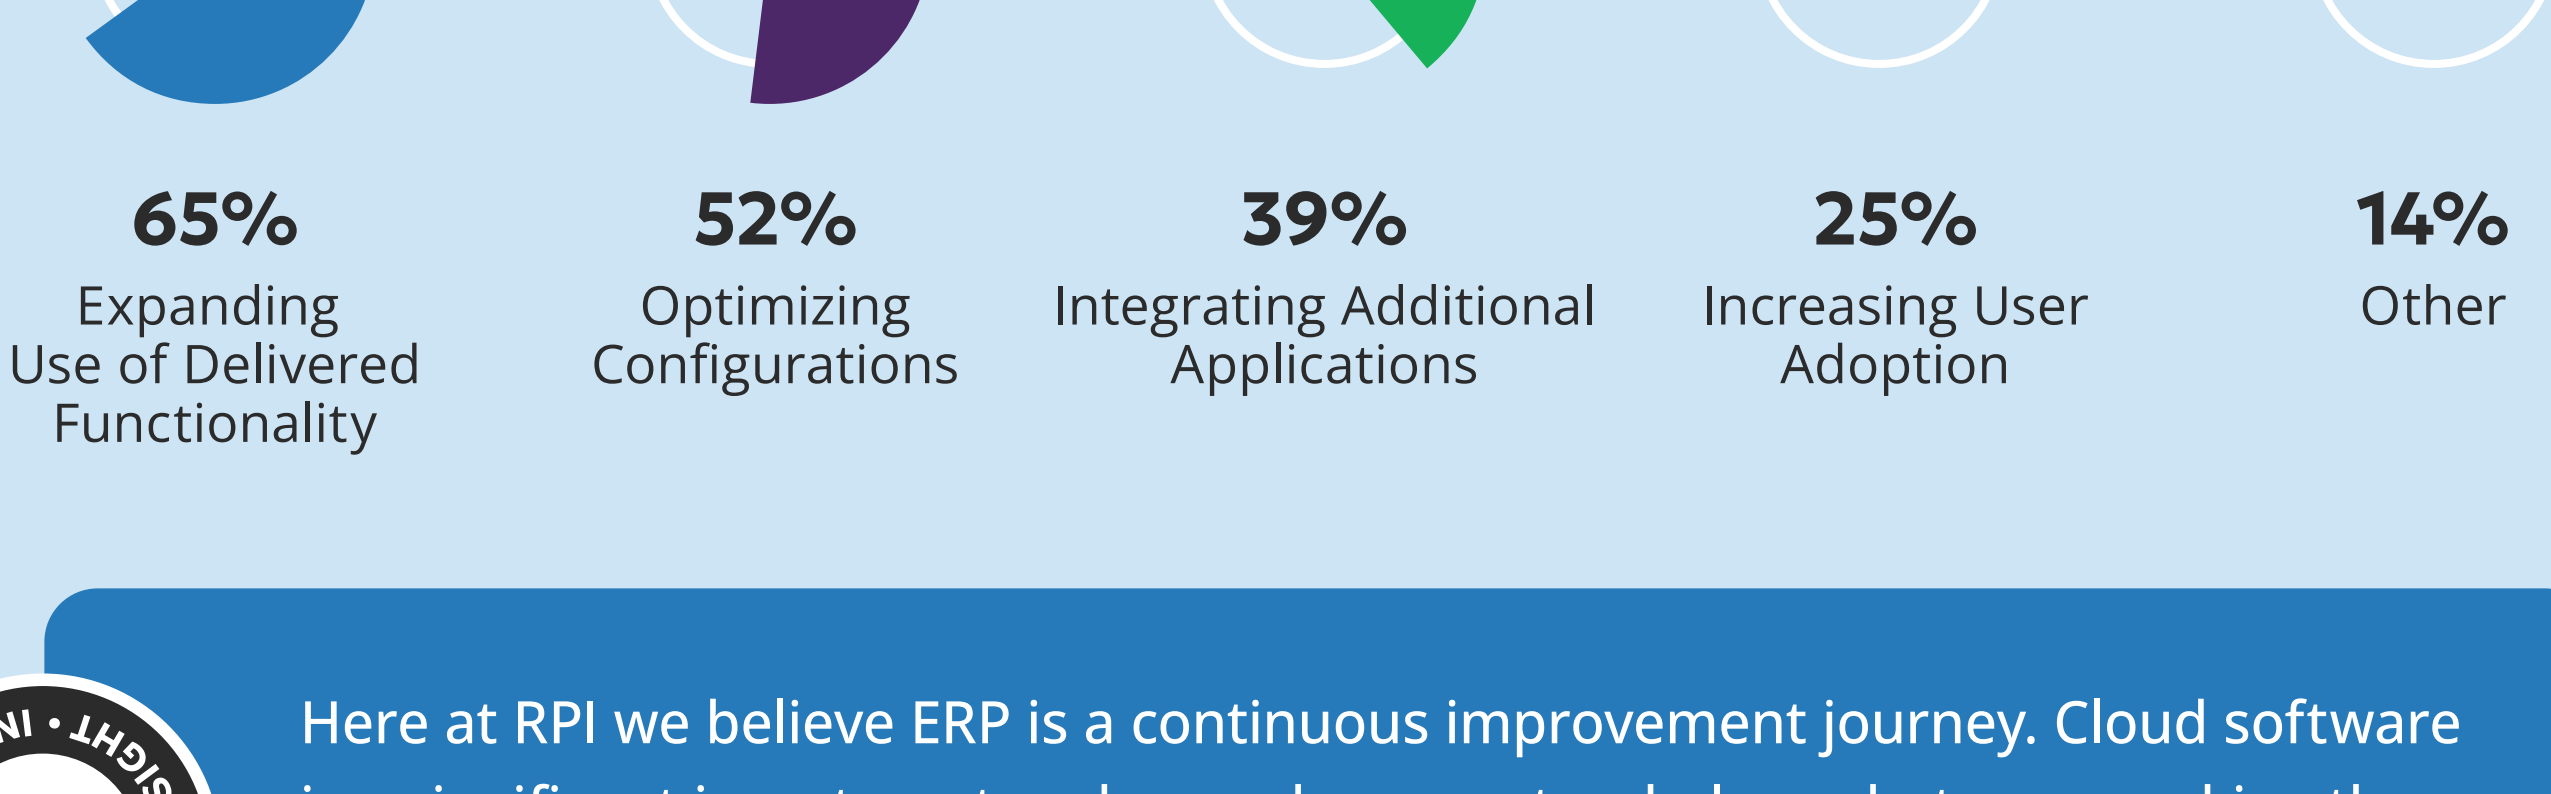 65%
Expanding
Use of Delivered
Functionality
52%
Optimizing
Configurations
39%
Integrating Additional
Applications
25%
Increasing User
Adoption
14%
Other
Here at RPI we believe ERP is a continuous improvement journey. Cloud software